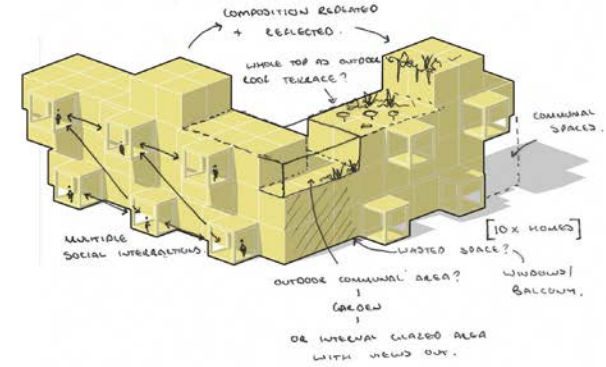 COMPOSITION REPEATED
+ REFLECTED.
WHOLE TOP AS OUTDOOR
ROOF TERRACE?
COMMUNAL
SPACES.
[10 X HOMES]
MULTIPLE
SOCIAL INTERACTIONS.
WASTED SPACE?
WINDOWS/
BALCONY.
OUTDOOR COMMUNAL AREA?
GARDEN
OR INTERNAL GLAZED AREA
WITH VIEWS OUT.